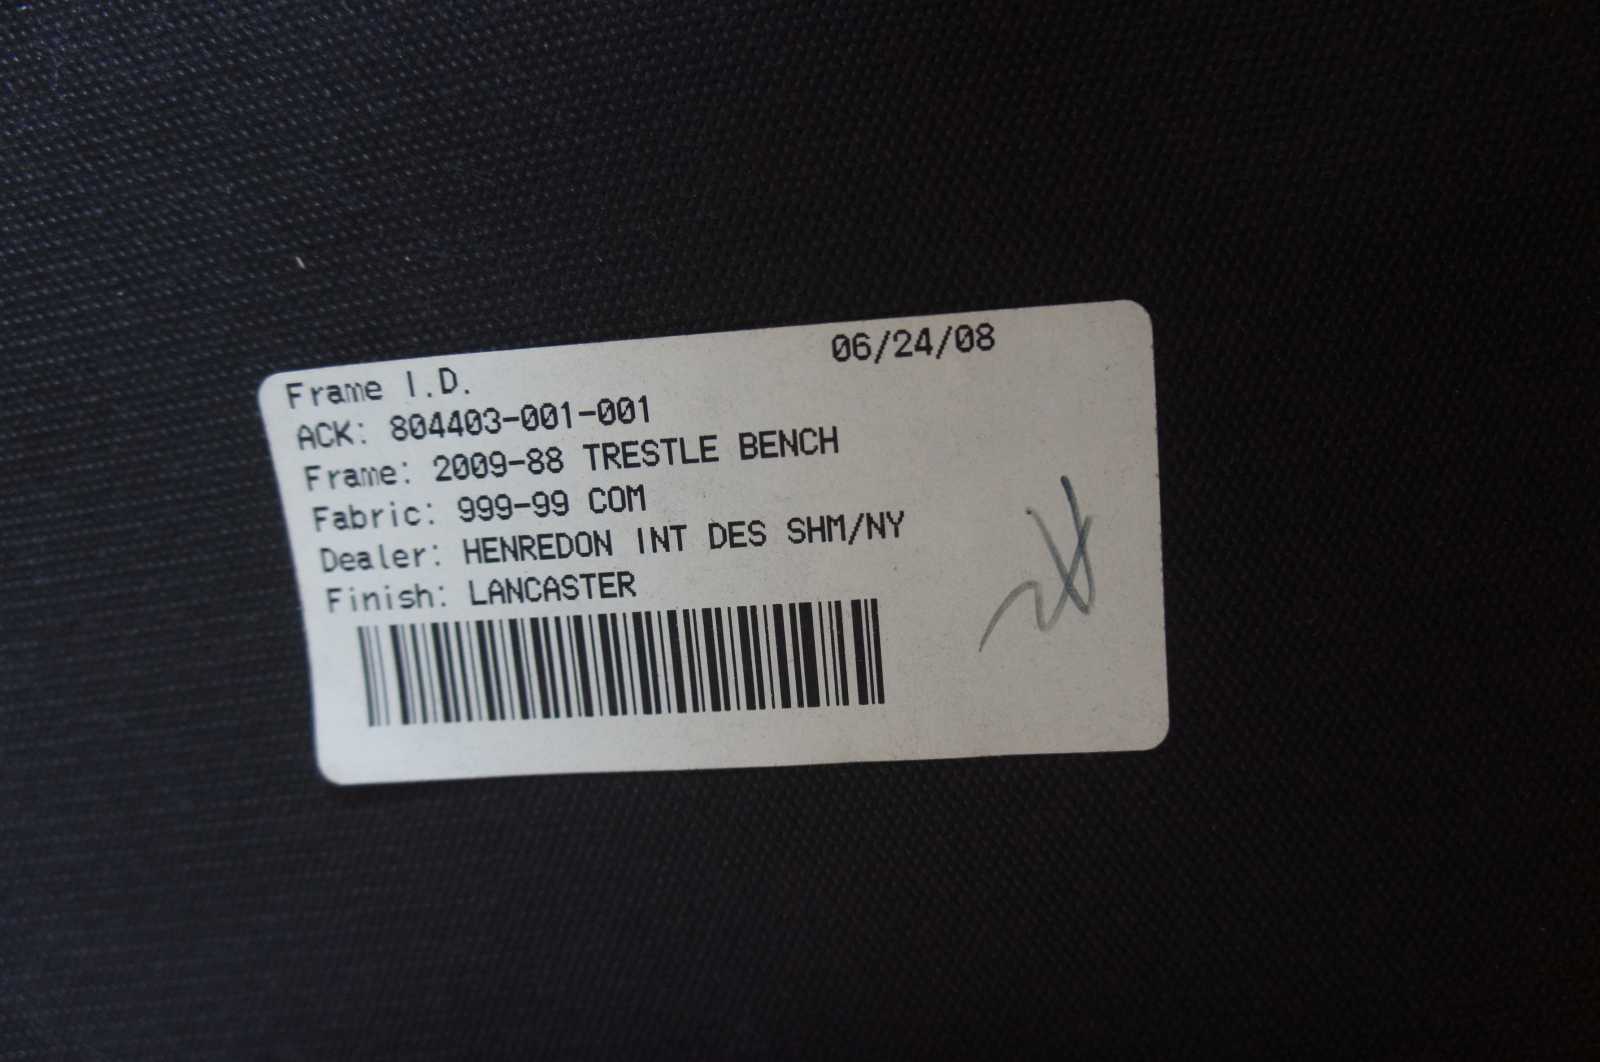 06/24/08
Frame I.D.
ACK: 804403-001-001
Frame: 2009-88 TRESTLE BENCH
Fabric: 999-99 COM
Dealer: HENREDON INT DES SHM/NY
Finish: LANCASTER